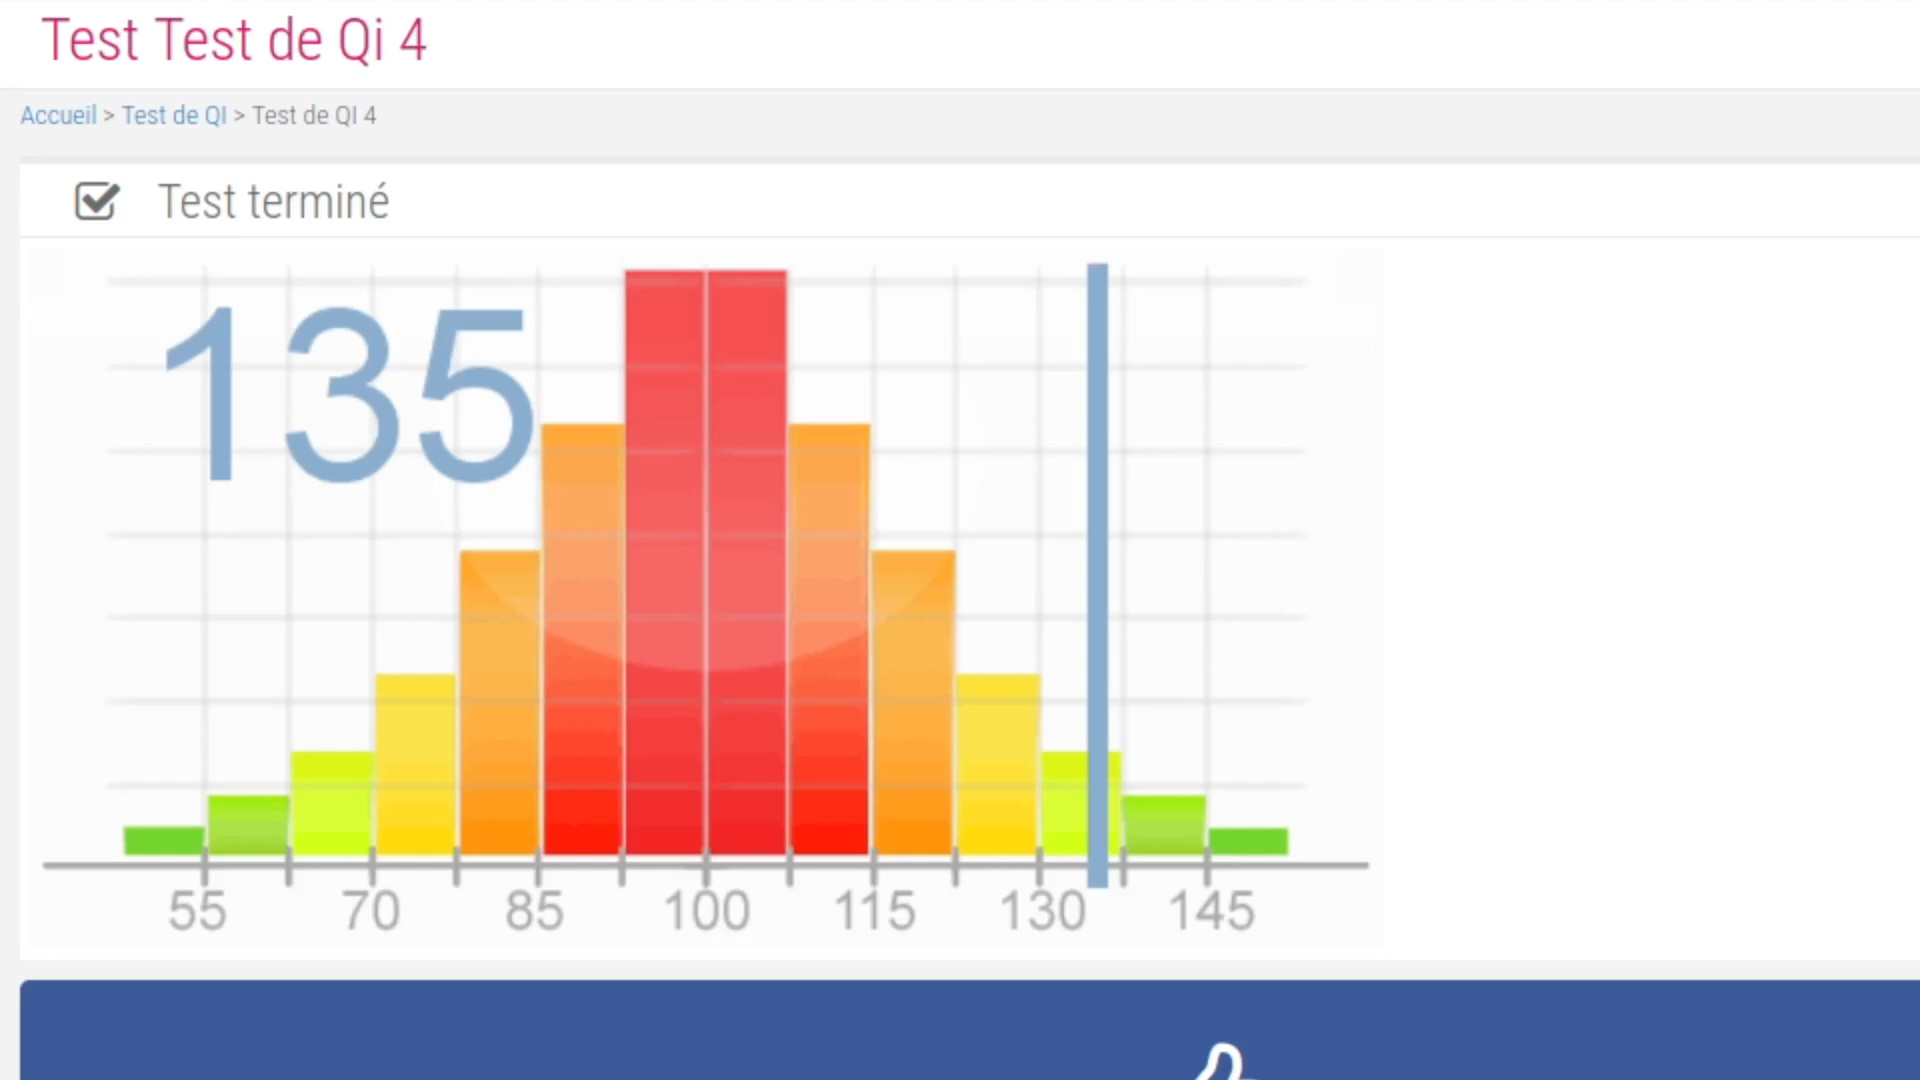 Test Test de Qi 4
Accueil > Test de QI > Test de QI 4
Test terminé
135
55 70 85 100 115 130 145